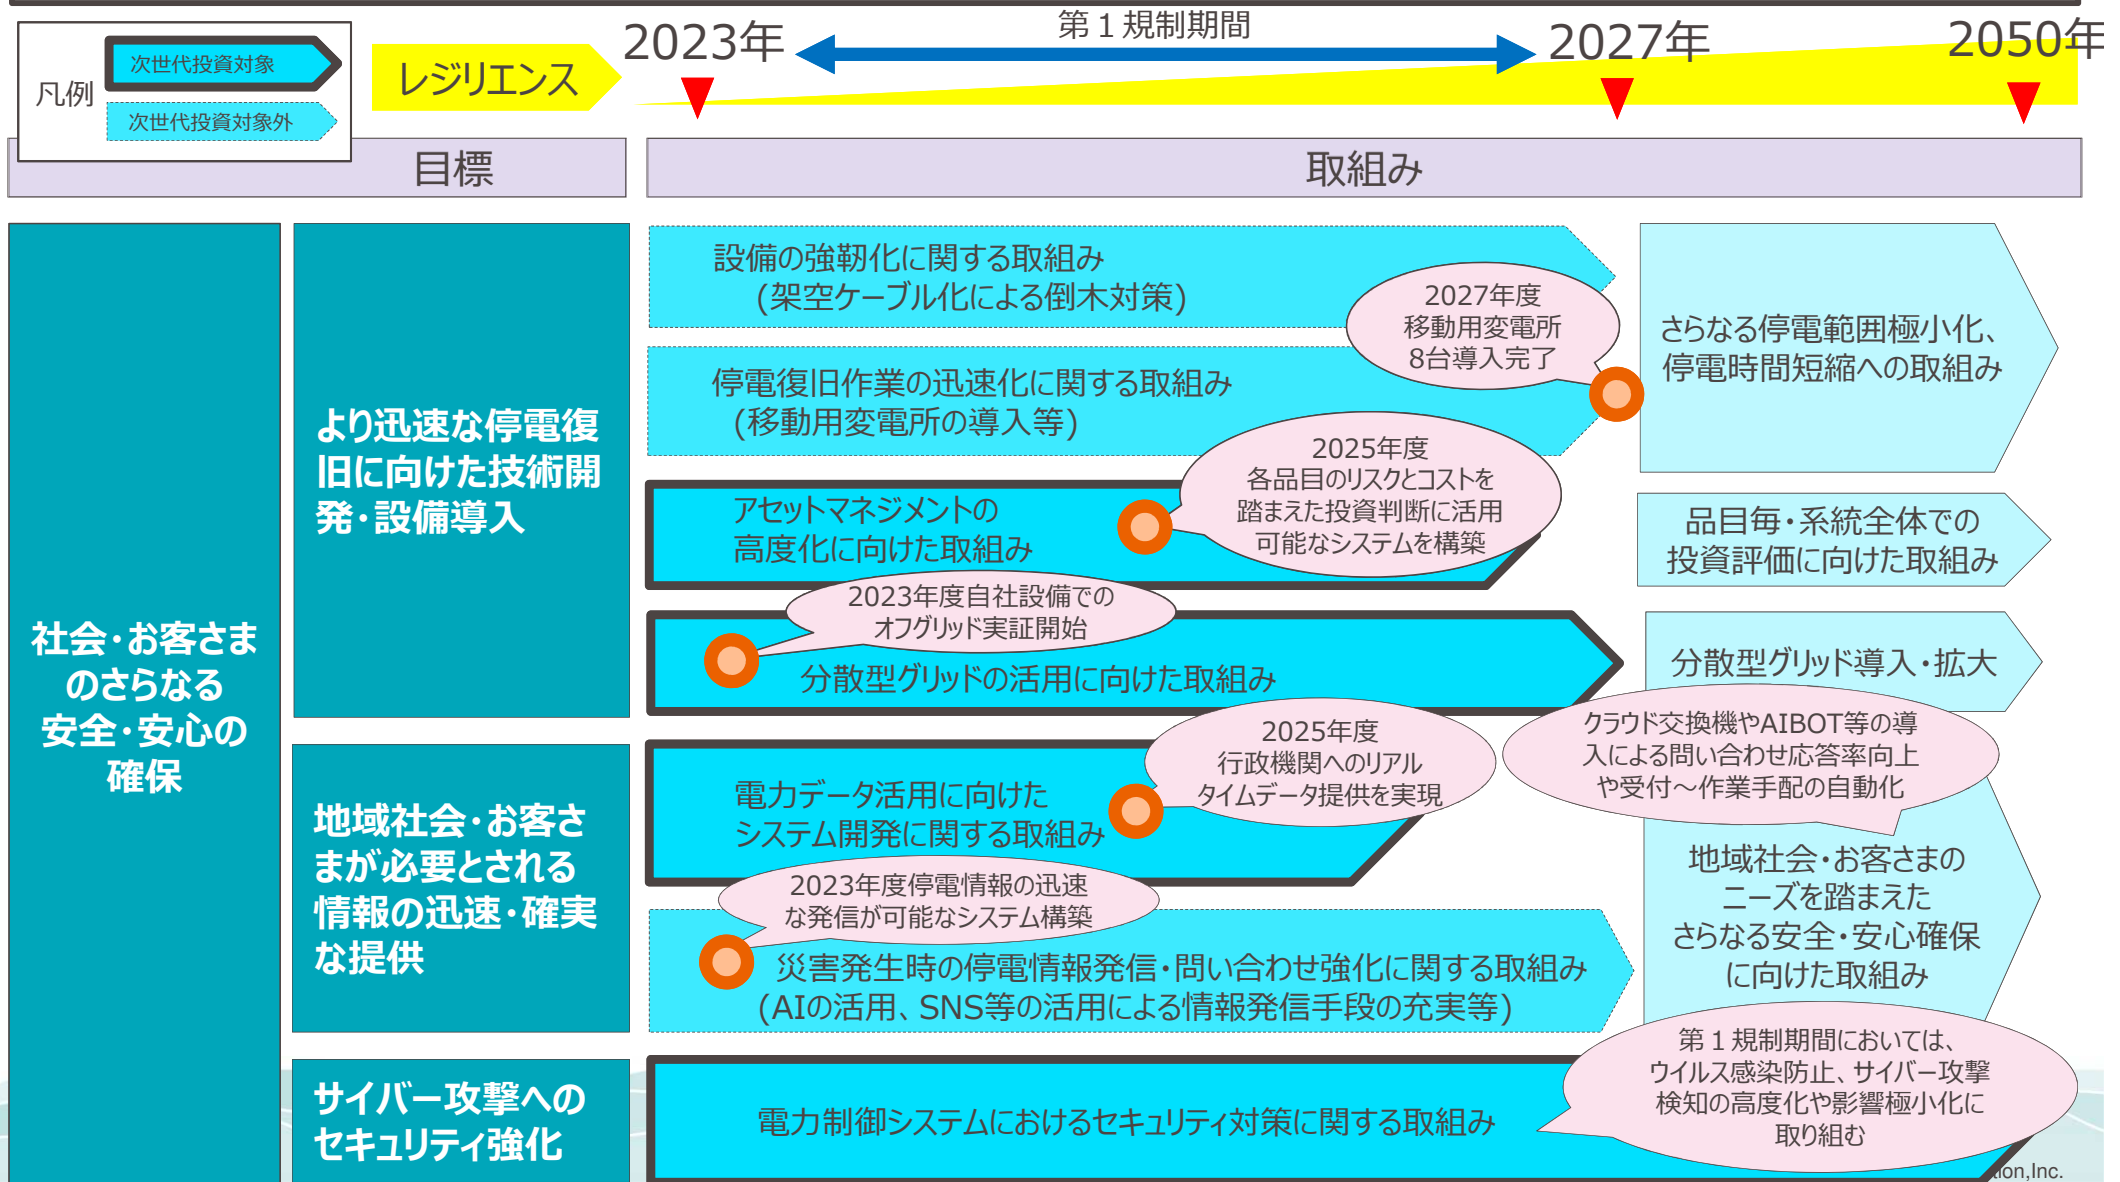 凡例
次世代投資対象
次世代投資対象外
レジリエンス
2023年
第１規制期間
2027年
2050年
目標
取組み
社会・お客さま
のさらなる
安全・安心の
確保
より迅速な停電復
旧に向けた技術開
発・設備導入
設備の強靭化に関する取組み
(架空ケーブル化による倒木対策)
2027年度
移動用変電所
8台導入完了
停電復旧作業の迅速化に関する取組み
(移動用変電所の導入等)
さらなる停電範囲極小化、
停電時間短縮への取組み
アセットマネジメントの
高度化に向けた取組み
2025年度
各品目のリスクとコストを
踏まえた投資判断に活用
可能なシステムを構築
品目毎・系統全体での
投資評価に向けた取組み
2023年度自社設備での
オフグリッド実証開始
分散型グリッドの活用に向けた取組み
分散型グリッド導入・拡大
地域社会・お客さ
まが必要とされる
情報の迅速・確実
な提供
電力データ活用に向けた
システム開発に関する取組み
2025年度
行政機関へのリアル
タイムデータ提供を実現
クラウド交換機やAIBOT等の導
入による問い合わせ応答率向上
や受付～作業手配の自動化
2023年度停電情報の迅速
な発信が可能なシステム構築
災害発生時の停電情報発信・問い合わせ強化に関する取組み
(AIの活用、SNS等の活用による情報発信手段の充実等)
地域社会・お客さまの
ニーズを踏まえた
さらなる安全・安心確保
に向けた取組み
サイバー攻撃への
セキュリティ強化
電力制御システムにおけるセキュリティ対策に関する取組み
第１規制期間においては、
ウイルス感染防止、サイバー攻撃
検知の高度化や影響極小化に
取り組む
ion,Inc.